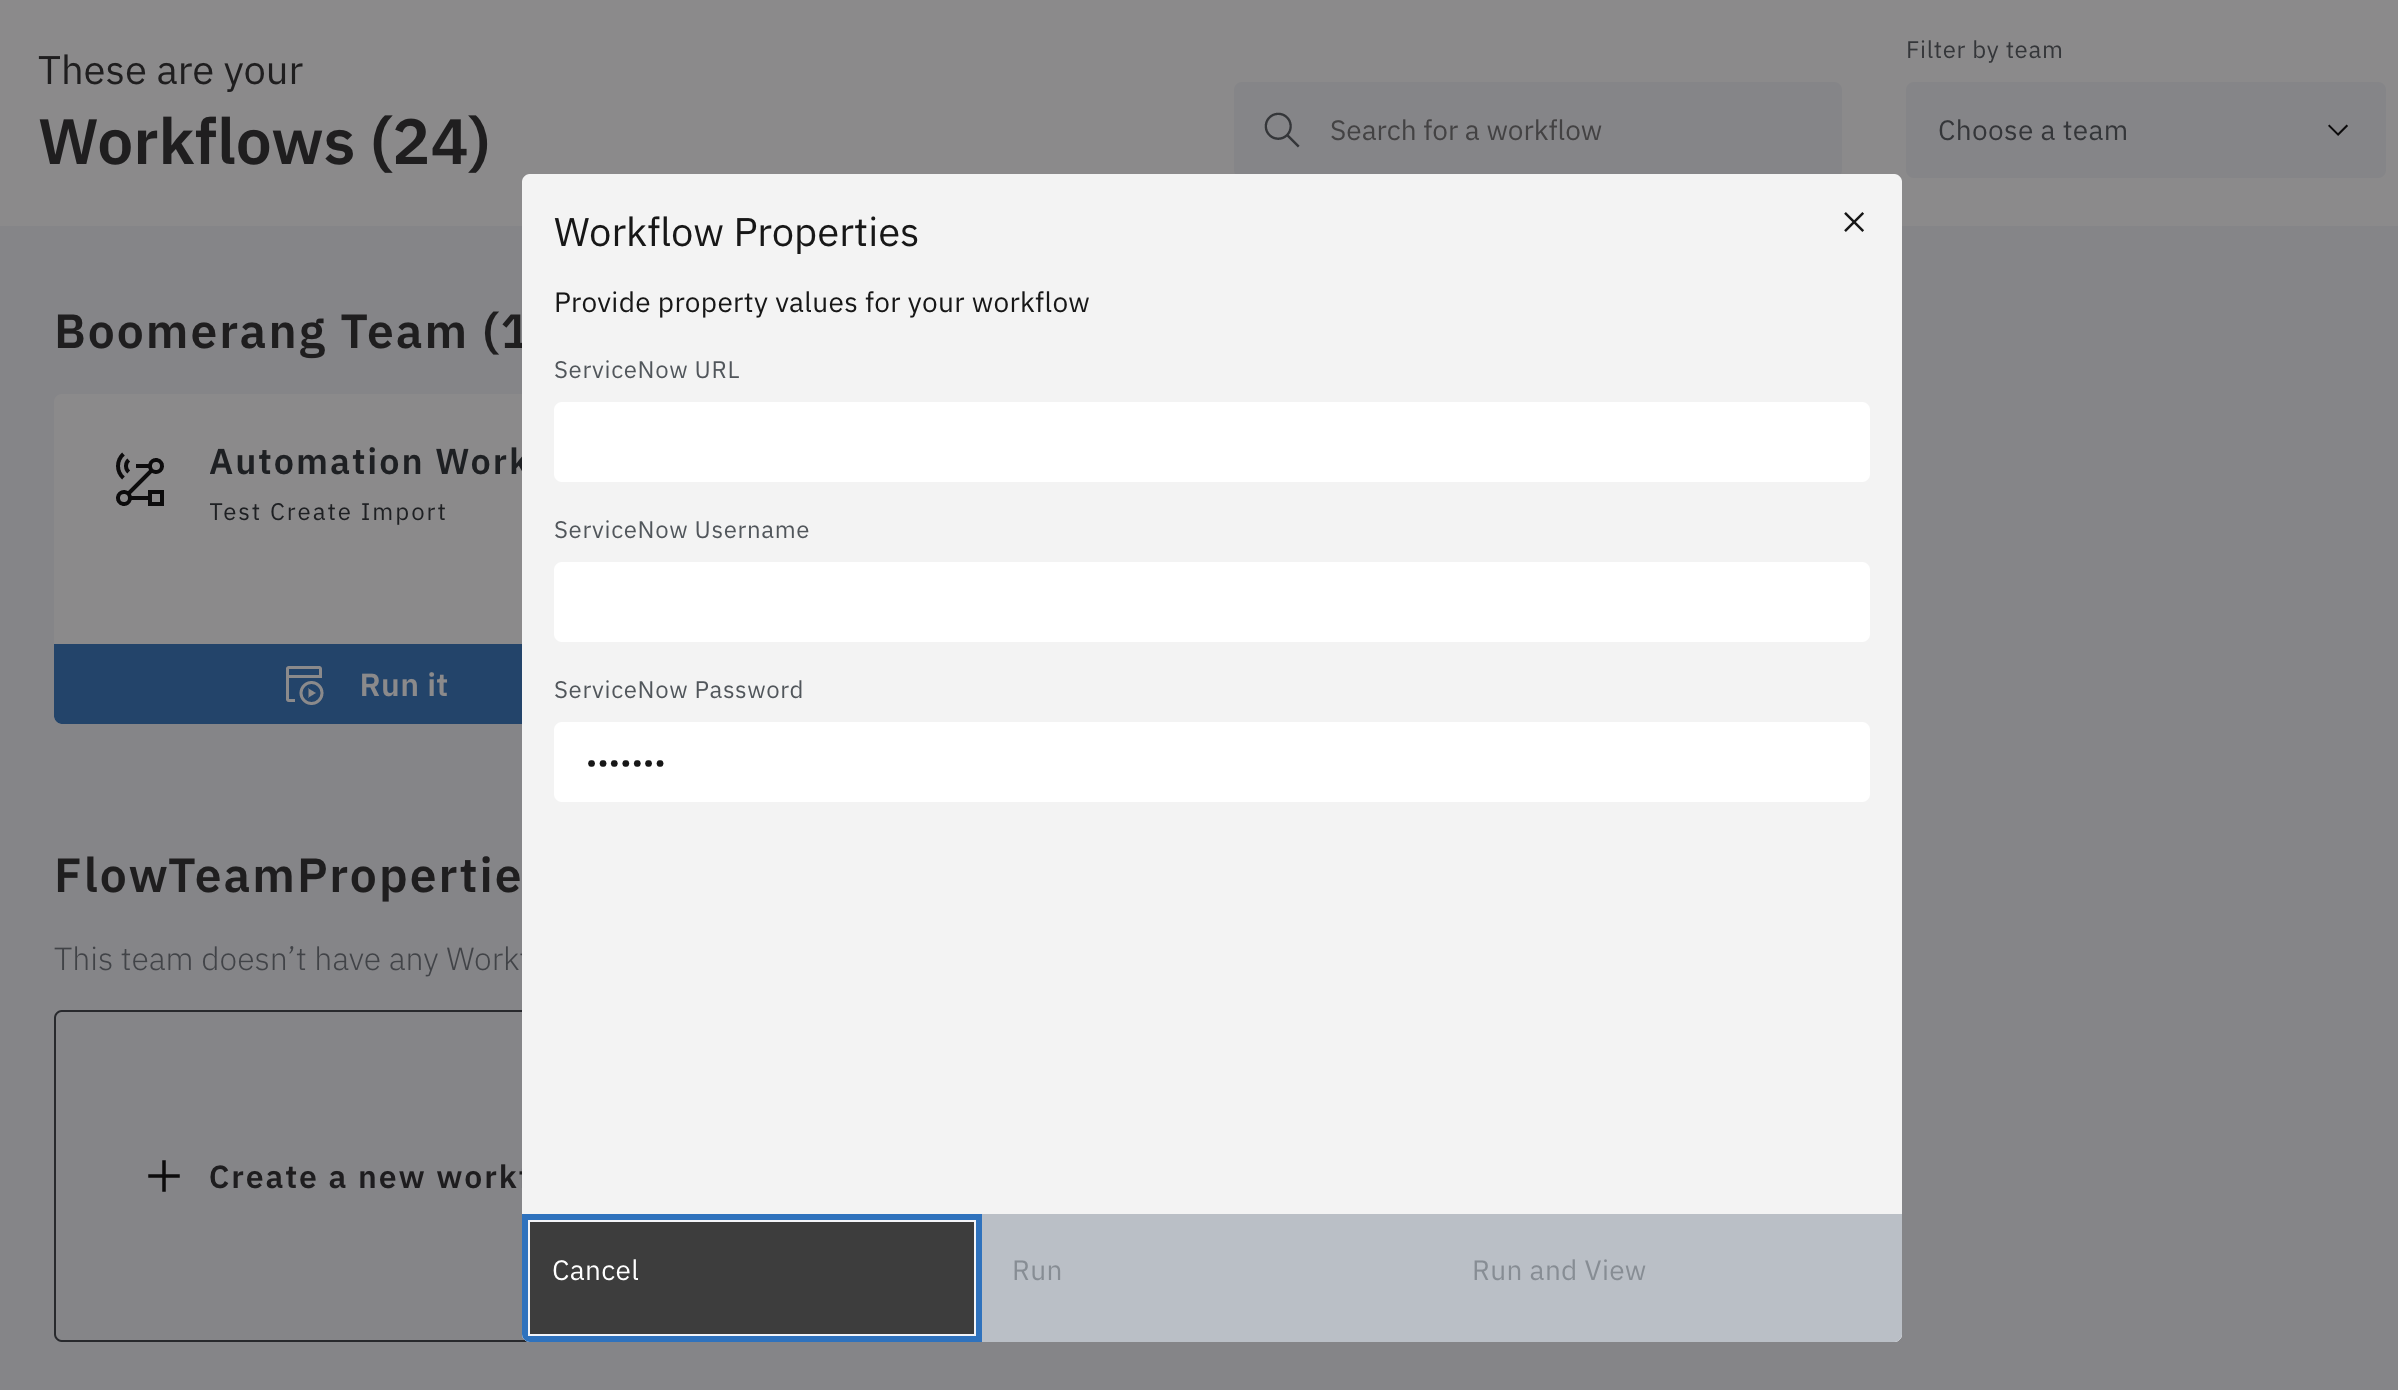 These are your
Workflows (24)
Search for a workflow
Filter by team
Choose a team
Boomerang Team (1
Automation Work
Test Create Import
Run it
FlowTeamPropertie
This team doesn’t have any Workf
Create a new workf
Workflow Properties
Provide property values for your workflow
ServiceNow URL
ServiceNow Username
ServiceNow Password
•••••••
Cancel
Run
Run and View